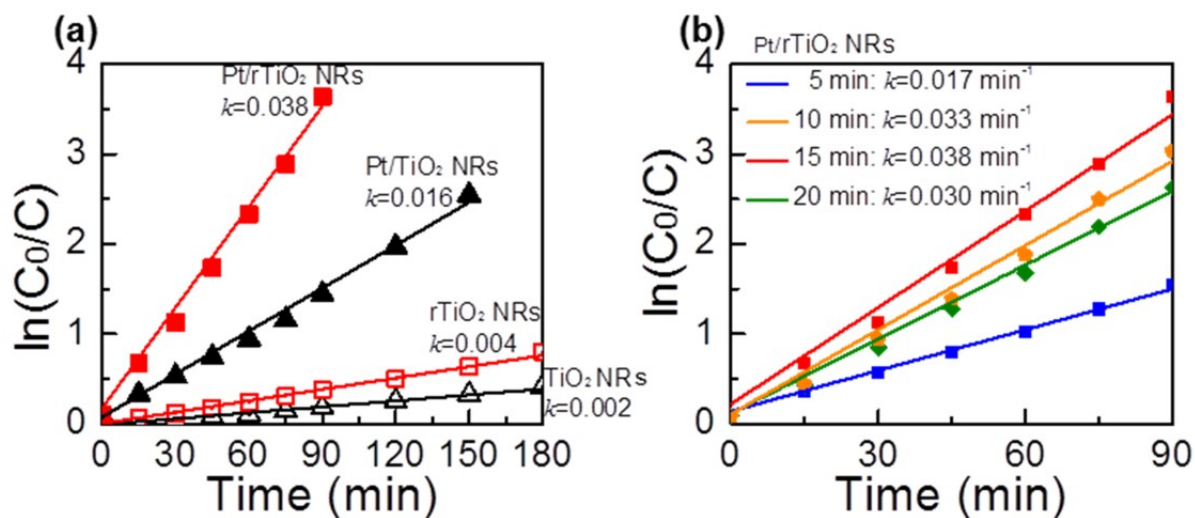 (a)
ln(C₀/C)
4
3
2
1
0
Pt/rTiO₂ NRs
k=0.038
Pt/TiO₂ NRs
k=0.016
rTiO₂ NRs
k=0.004
TiO₂ NRs
k=0.002
0 30 60 90 120 150 180
Time (min)
(b)
Pt/rTiO₂ NRs
ln(C₀/C)
4
3
2
1
0
5 min: k=0.017 min⁻¹
10 min: k=0.033 min⁻¹
15 min: k=0.038 min⁻¹
20 min: k=0.030 min⁻¹
0 30 60 90
Time (min)